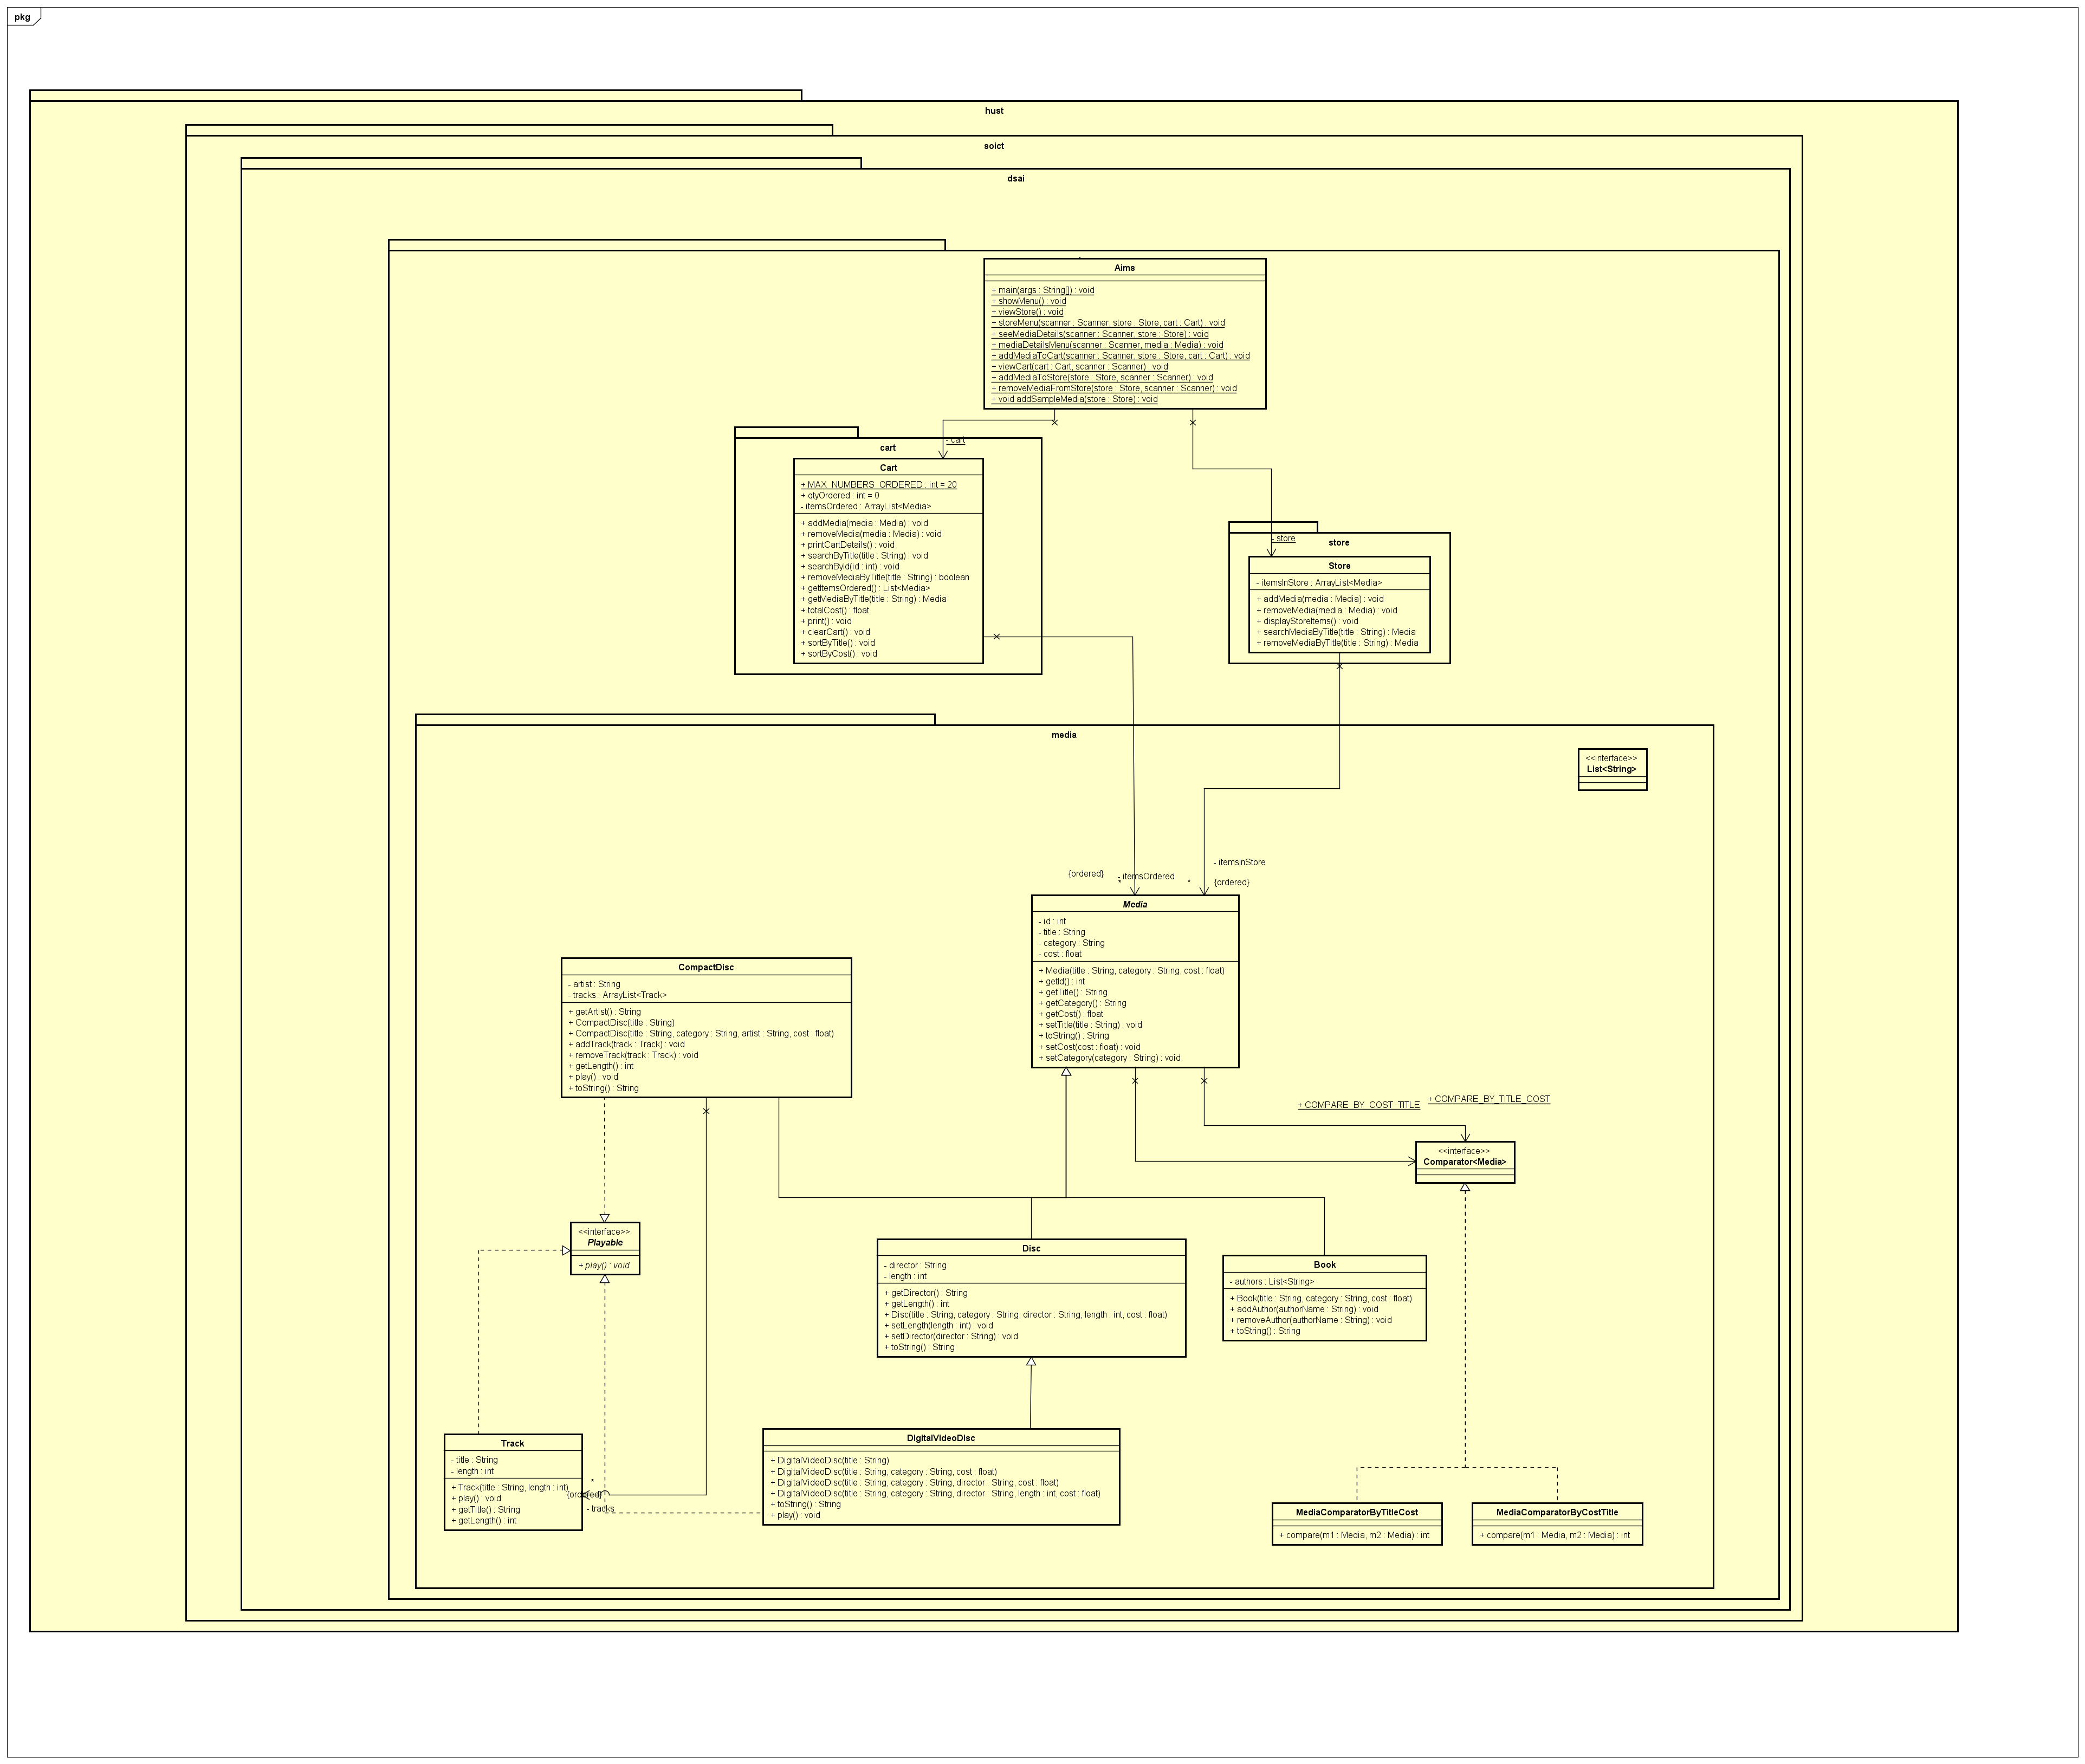 pkg
hust
soict
dsai
Aims
+ main(args : String[]) : void
+ showMenu() : void
+ viewStore() : void
+ storeMenu(scanner : Scanner, store : Store, cart : Cart) : void
+ seeMediaDetails(scanner : Scanner, store : Store) : void
+ mediaDetailsMenu(scanner : Scanner, media : Media) : void
+ addMediaToCart(scanner : Scanner, store : Store, cart : Cart) : void
+ viewCart(cart : Cart, scanner : Scanner) : void
+ addMediaToStore(store : Store, scanner : Scanner) : void
+ removeMediaFromStore(store : Store, scanner : Scanner) : void
+ void addSampleMedia(store : Store) : void
- cart
cart
Cart
+ MAX_NUMBERS_ORDERED : int = 20
+ qtyOrdered : int = 0
- itemsOrdered : ArrayList<Media>
+ addMedia(media : Media) : void
+ removeMedia(media : Media) : void
+ printCartDetails() : void
+ searchByTitle(title : String) : void
+ searchById(id : int) : void
+ removeMediaByTitle(title : String) : boolean
+ getItemsOrdered() : List<Media>
+ getMediaByTitle(title : String) : Media
+ totalCost() : float
+ print() : void
+ clearCart() : void
+ sortByTitle() : void
+ sortByCost() : void
- store
store
Store
- itemsInStore : ArrayList<Media>
+ addMedia(media : Media) : void
+ removeMedia(media : Media) : void
+ displayStoreItems() : void
+ searchMediaByTitle(title : String) : Media
+ removeMediaByTitle(title : String) : Media
media
<<interface>>
List<String>
- itemsInStore
{ordered}
- itemsOrdered
*
*
{ordered}
Media
- id : int
- title : String
- category : String
- cost : float
+ Media(title : String, category : String, cost : float)
+ getId() : int
+ getTitle() : String
+ getCategory() : String
+ getCost() : float
+ setTitle(title : String) : void
+ toString() : String
+ setCost(cost : float) : void
+ setCategory(category : String) : void
CompactDisc
- artist : String
- tracks : ArrayList<Track>
+ getArtist() : String
+ CompactDisc(title : String)
+ CompactDisc(title : String, category : String, artist : String, cost : float)
+ addTrack(track : Track) : void
+ removeTrack(track : Track) : void
+ getLength() : int
+ play() : void
+ toString() : String
+ COMPARE_BY_COST_TITLE
+ COMPARE_BY_TITLE_COST
<<interface>>
Comparator<Media>
<<interface>>
Playable
+ play() : void
Disc
- director : String
- length : int
+ getDirector() : String
+ getLength() : int
+ Disc(title : String, category : String, director : String, length : int, cost : float)
+ setLength(length : int) : void
+ setDirector(director : String) : void
+ toString() : String
Book
- authors : List<String>
+ Book(title : String, category : String, cost : float)
+ addAuthor(authorName : String) : void
+ removeAuthor(authorName : String) : void
+ toString() : String
Track
- title : String
- length : int
+ Track(title : String, length : int)
+ play() : void
+ getTitle() : String
+ getLength() : int
*
{ordered}
- tracks
DigitalVideoDisc
+ DigitalVideoDisc(title : String)
+ DigitalVideoDisc(title : String, category : String, cost : float)
+ DigitalVideoDisc(title : String, category : String, director : String, cost : float)
+ DigitalVideoDisc(title : String, category : String, director : String, length : int, cost : float)
+ toString() : String
+ play() : void
MediaComparatorByTitleCost
+ compare(m1 : Media, m2 : Media) : int
MediaComparatorByCostTitle
+ compare(m1 : Media, m2 : Media) : int